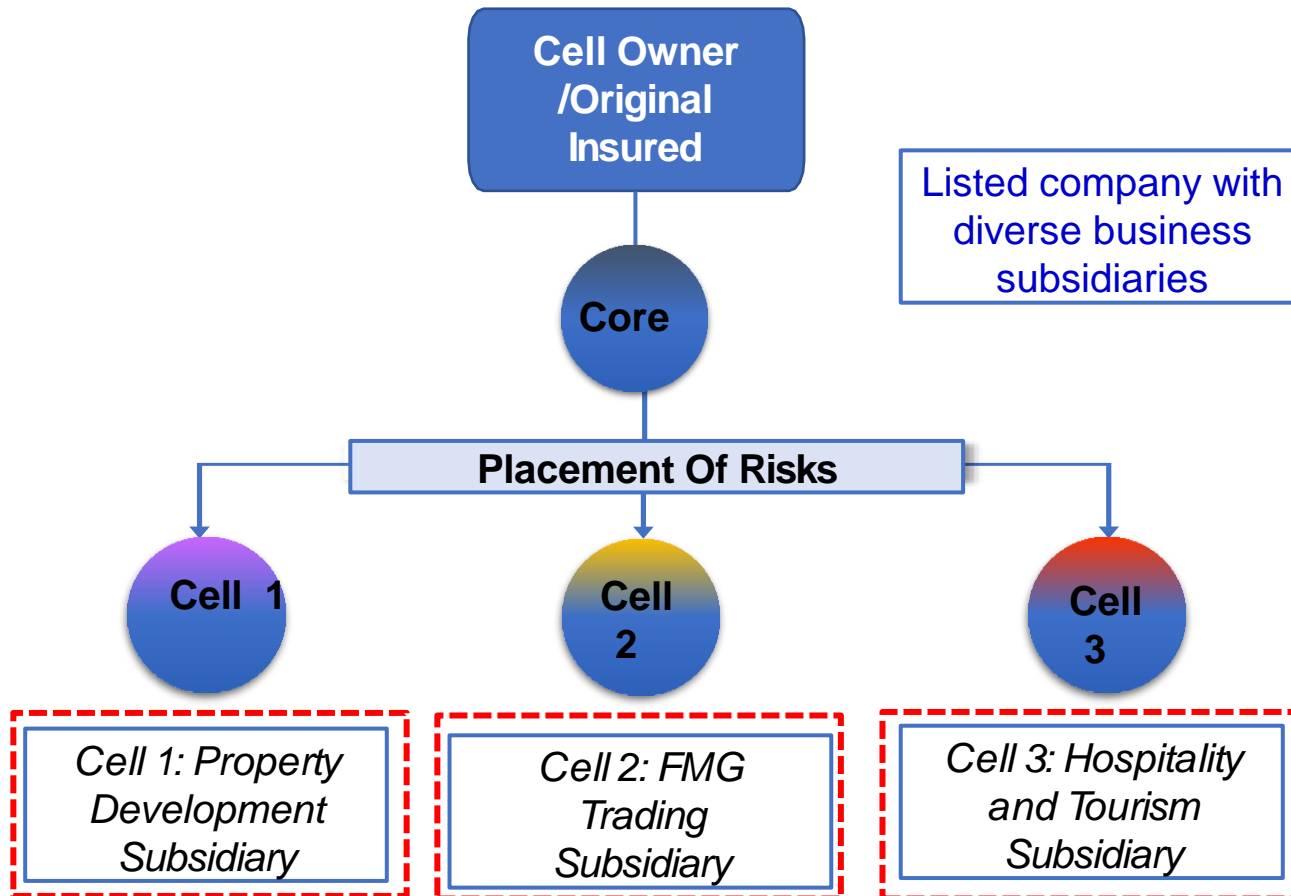 Cell Owner
/Original
Insured
Listed company with
diverse business
subsidiaries
Core
Placement Of Risks
Cell 1
Cell
2
Cell
3
Cell 1: Property
Development
Subsidiary
Cell 2: FMG
Trading
Subsidiary
Cell 3: Hospitality
and Tourism
Subsidiary